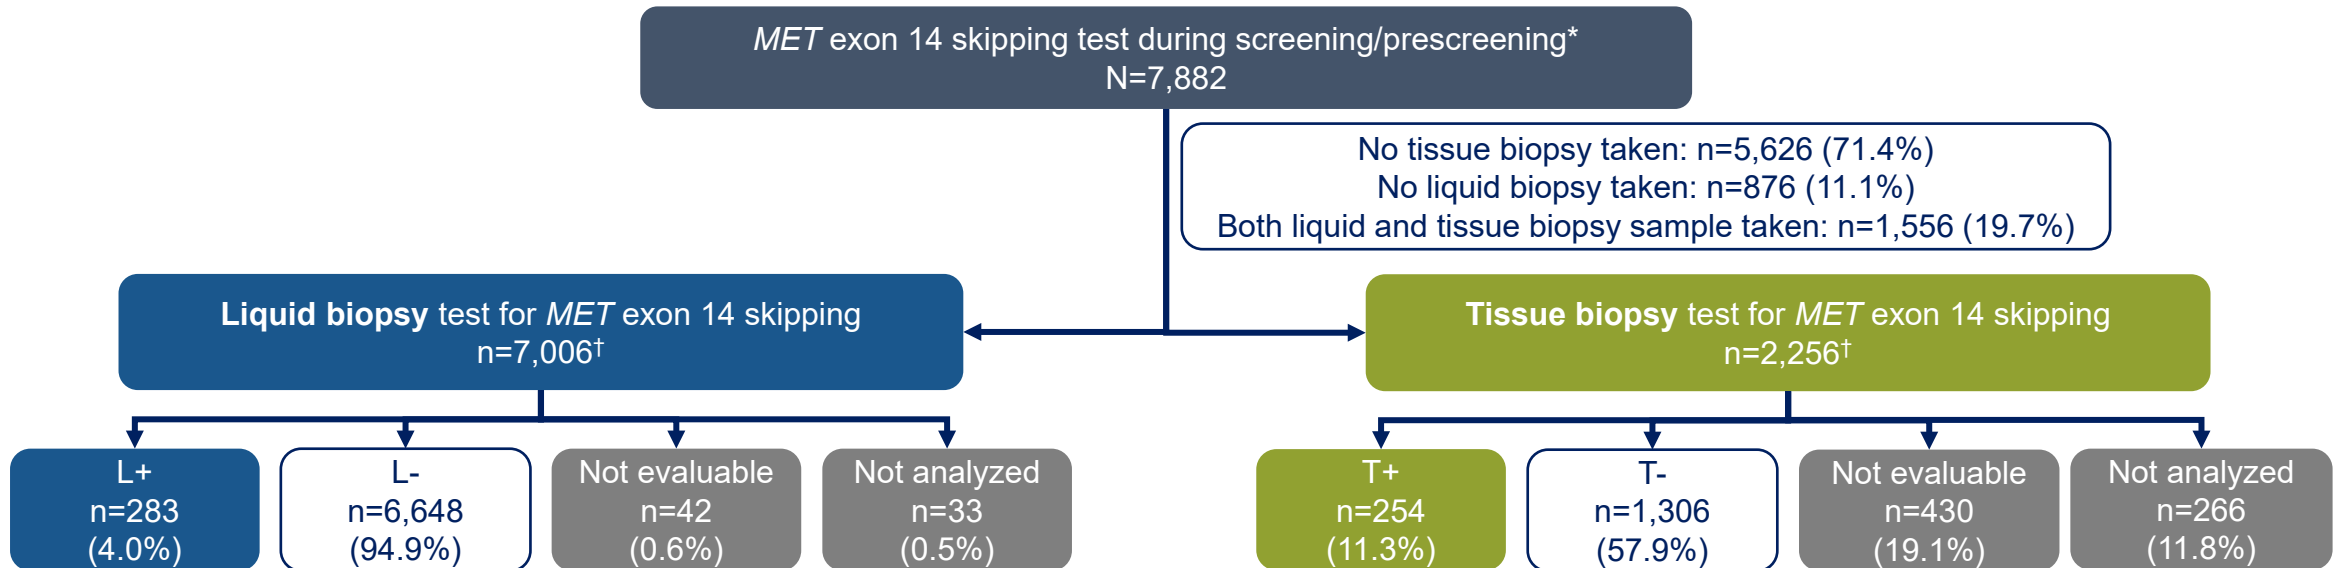 MET exon 14 skipping test during screening/prescreening*
N=7,882
No tissue biopsy taken: n=5,626 (71.4%)
No liquid biopsy taken: n=876 (11.1%)
Both liquid and tissue biopsy sample taken: n=1,556 (19.7%)
Liquid biopsy test for MET exon 14 skipping
n=7,006†
Tissue biopsy test for MET exon 14 skipping
n=2,256†
L+
n=283
(4.0%)
L-
n=6,648
(94.9%)
Not evaluable
n=42
(0.6%)
Not analyzed
n=33
(0.5%)
T+
n=254
(11.3%)
T-
n=1,306
(57.9%)
Not evaluable
n=430
(19.1%)
Not analyzed
n=266
(11.8%)